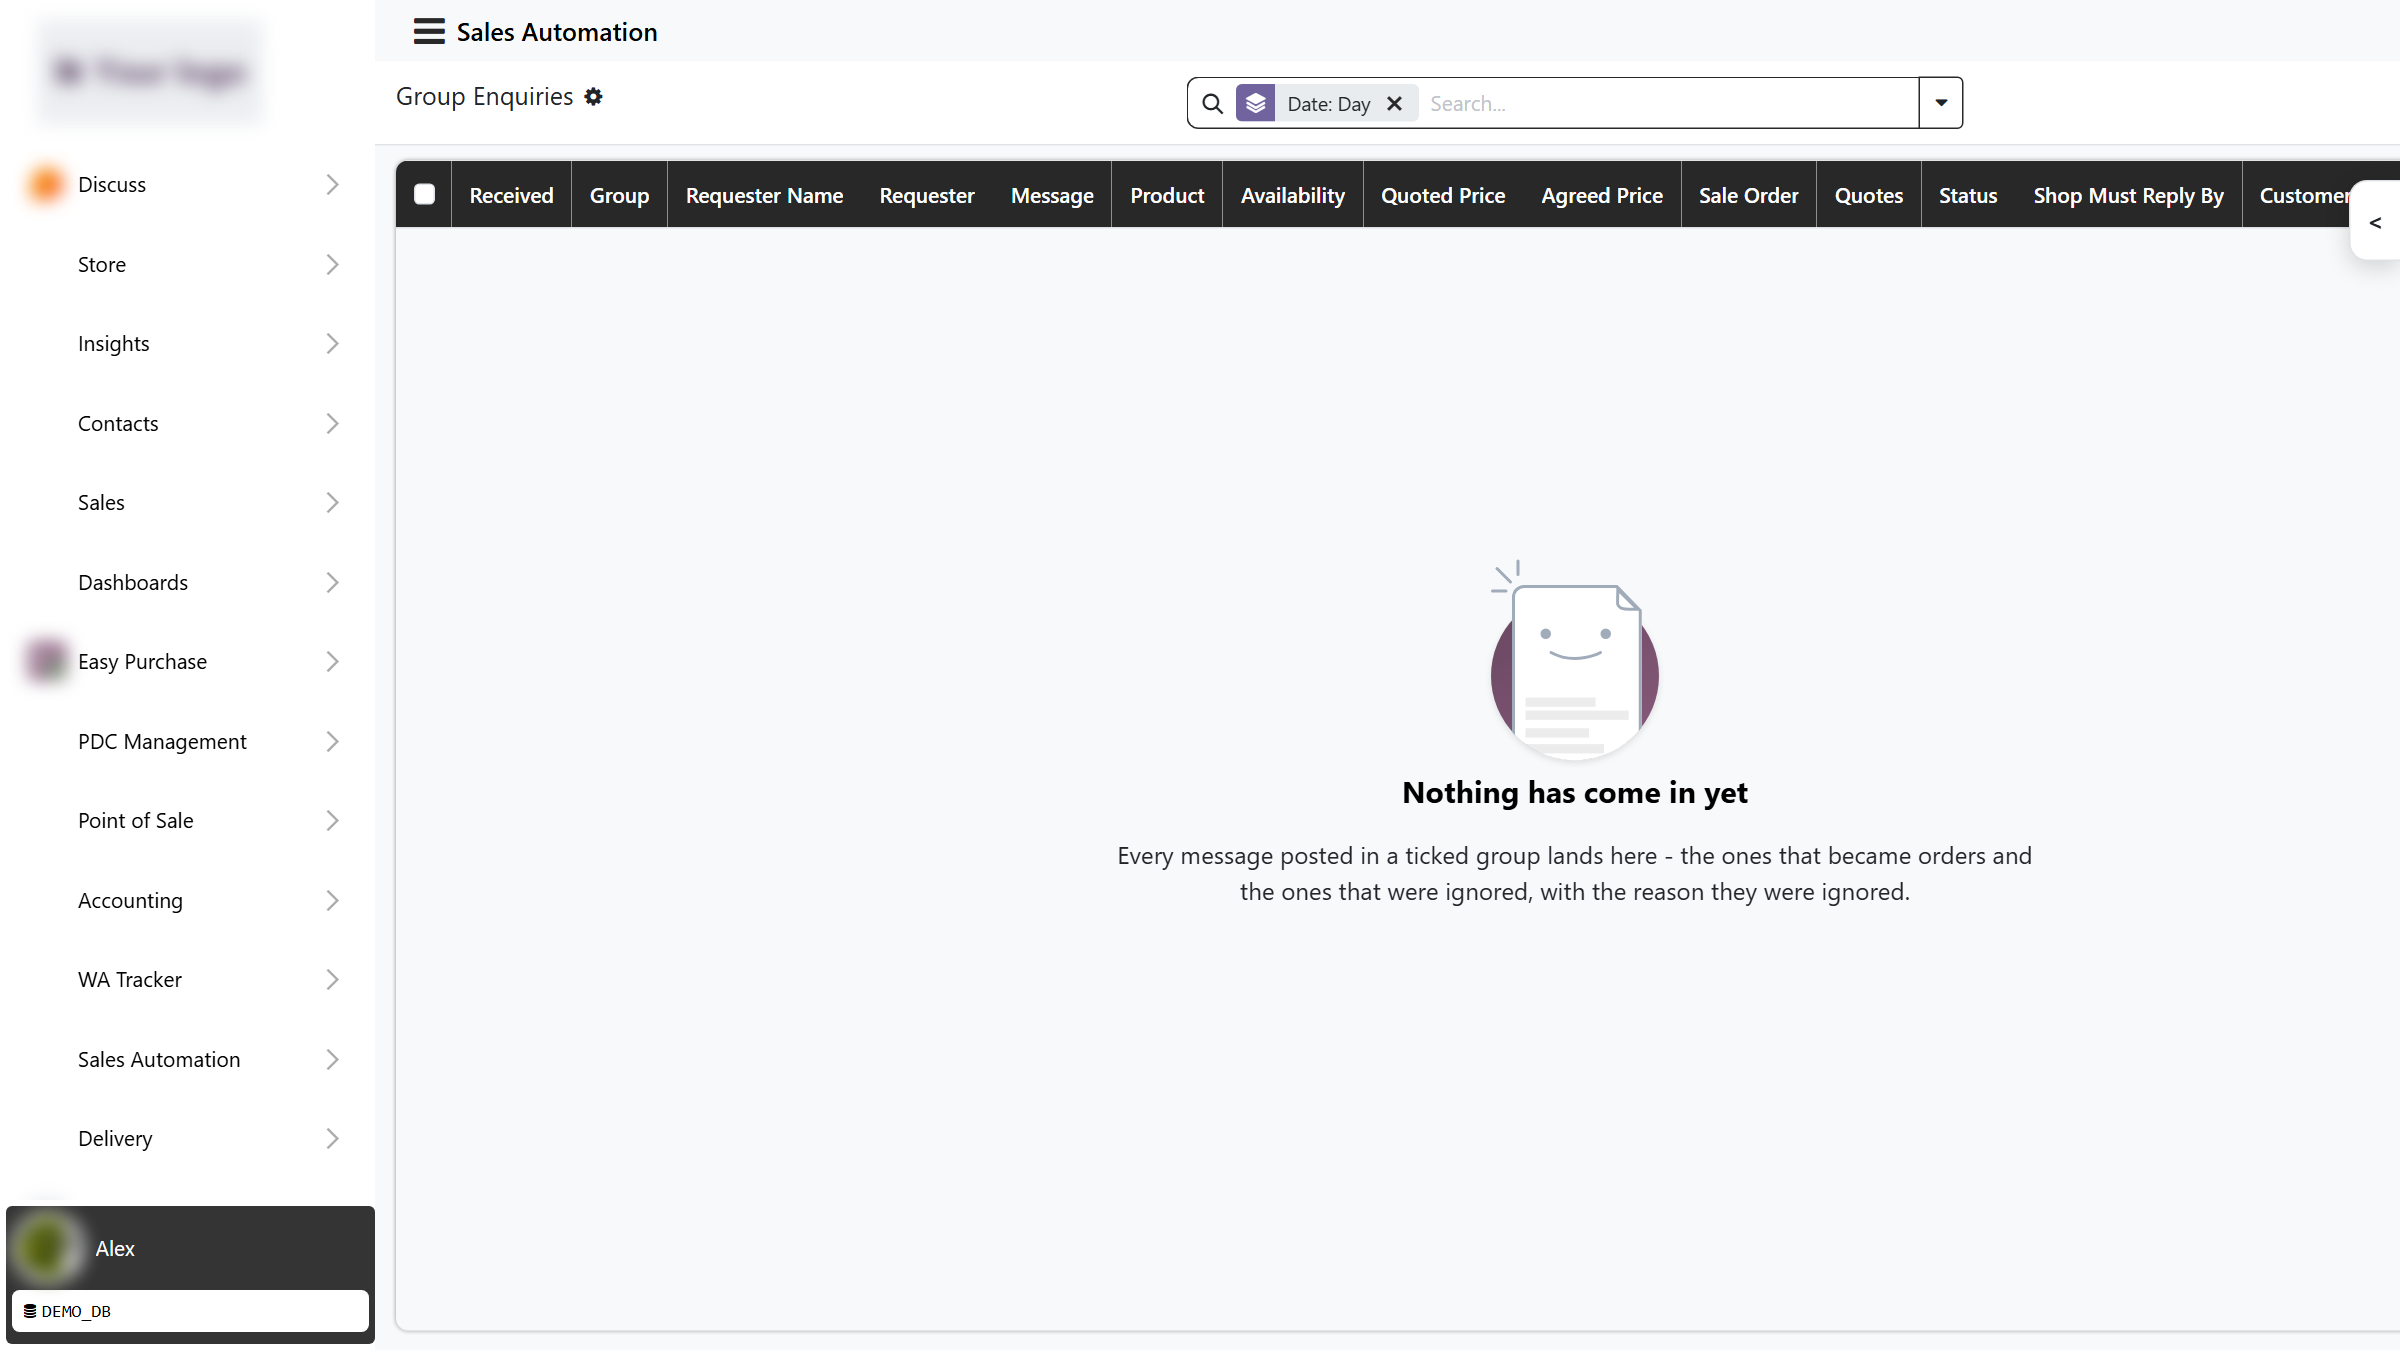 Sales Automation
Group Enquiries
Date: Day
Search...
Discuss
Store
Insights
Contacts
Sales
Dashboards
Easy Purchase
PDC Management
Point of Sale
Accounting
WA Tracker
Sales Automation
Delivery
Alex
DEMO_DB
Received Group Requester Name Requester Message Product Availability Quoted Price Agreed Price Sale Order Quotes Status Shop Must Reply By Customer
<
Nothing has come in yet
Every message posted in a ticked group lands here - the ones that became orders and
the ones that were ignored, with the reason they were ignored.